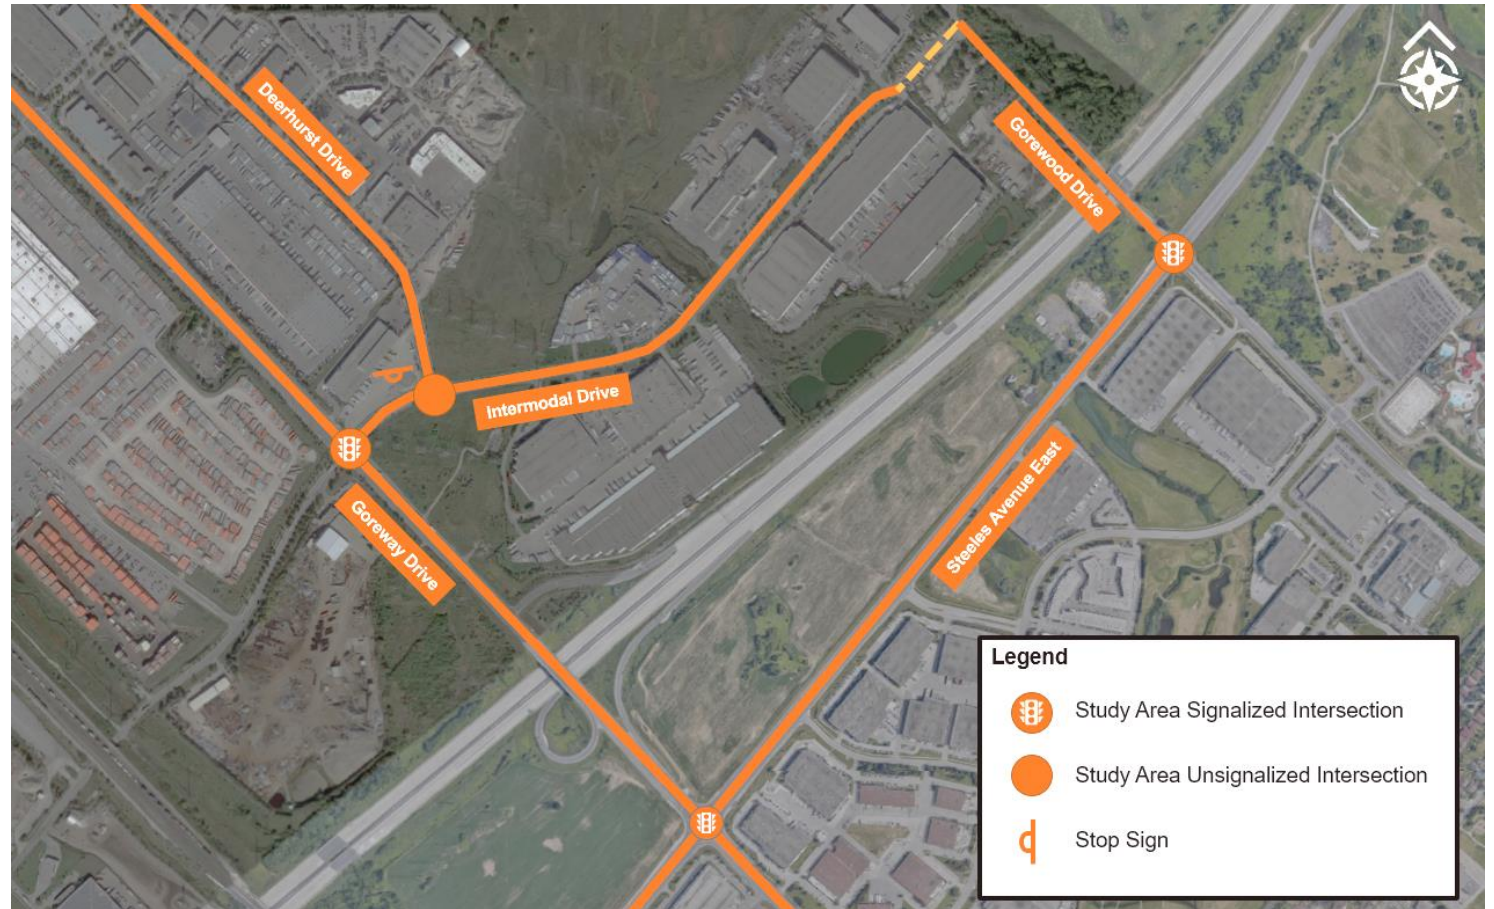 Deerhurst Drive
Gorewood Drive
Intermodal Drive
Goreway Drive
Steeles Avenue East
Legend
Study Area Signalized Intersection
Study Area Unsignalized Intersection
Stop Sign